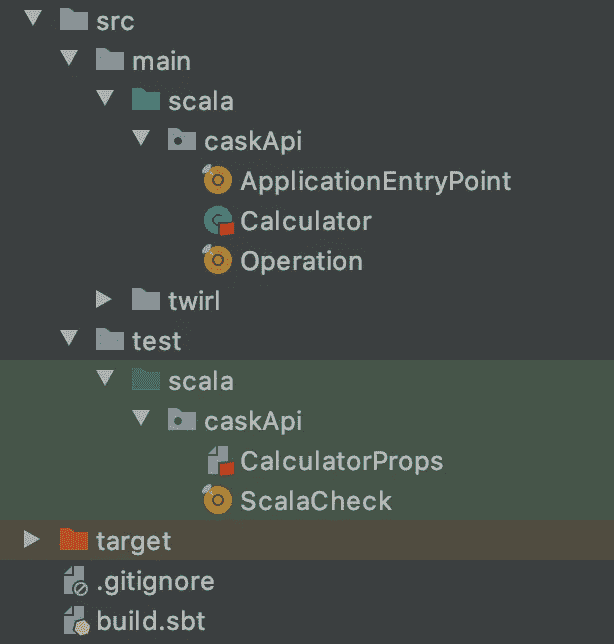 src
main
scala
caskApi
ApplicationEntryPoint
Calculator
Operation
twirl
test
scala
caskApi
CalculatorProps
ScalaCheck
target
.gitignore
build.sbt